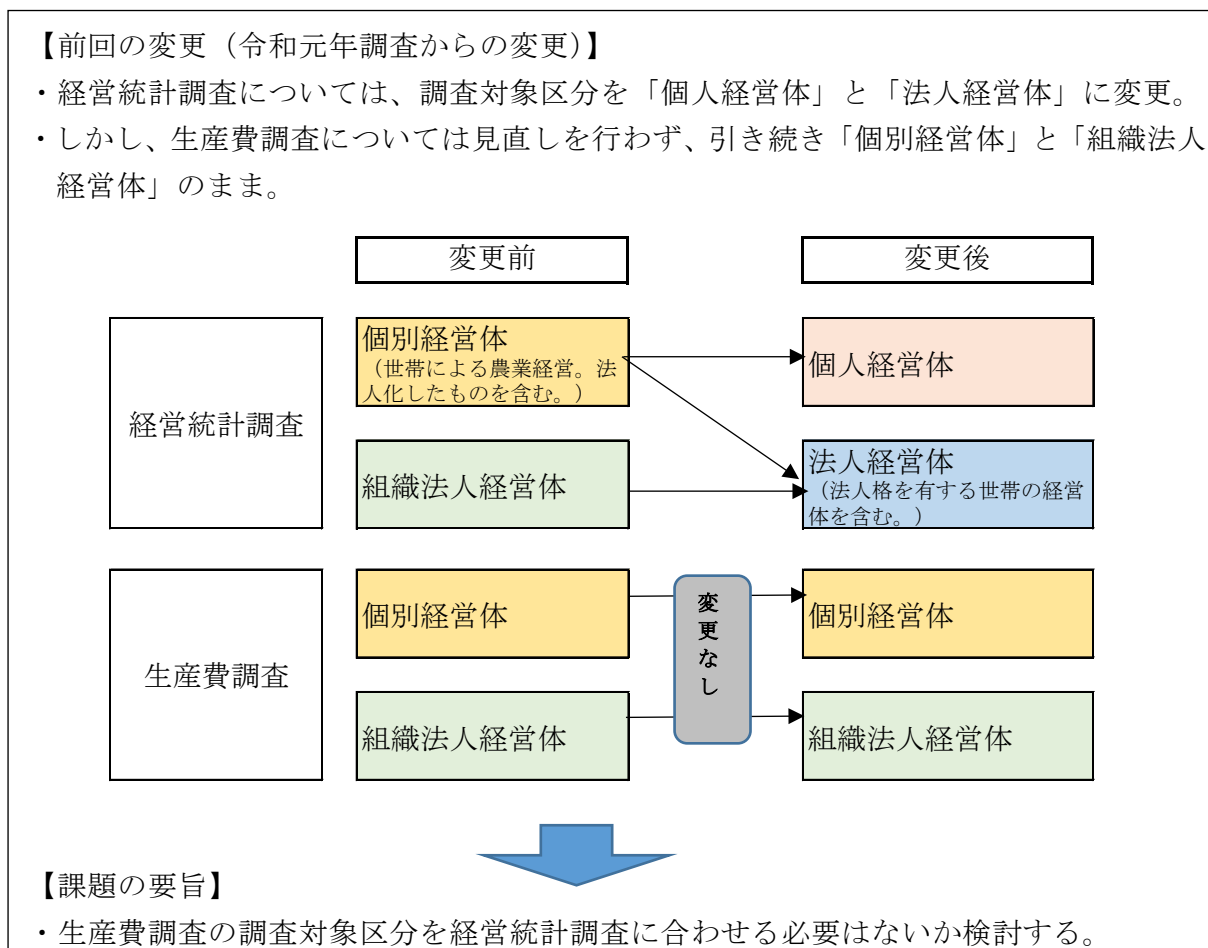 【前回の変更（令和元年調査からの変更）】
・経営統計調査については、調査対象区分を「個人経営体」と「法人経営体」に変更。
・しかし、生産費調査については見直しを行わず、引き続き「個別経営体」と「組織法人
経営体」のまま。
変更前
変更後
経営統計調査
個別経営体
（世帯による農業経営。法
人化したものを含む。）
個人経営体
組織法人経営体
法人経営体
（法人格を有する世帯の経営
体を含む。）
生産費調査
個別経営体
変更なし
個別経営体
組織法人経営体
組織法人経営体
【課題の要旨】
・生産費調査の調査対象区分を経営統計調査に合わせる必要はないか検討する。